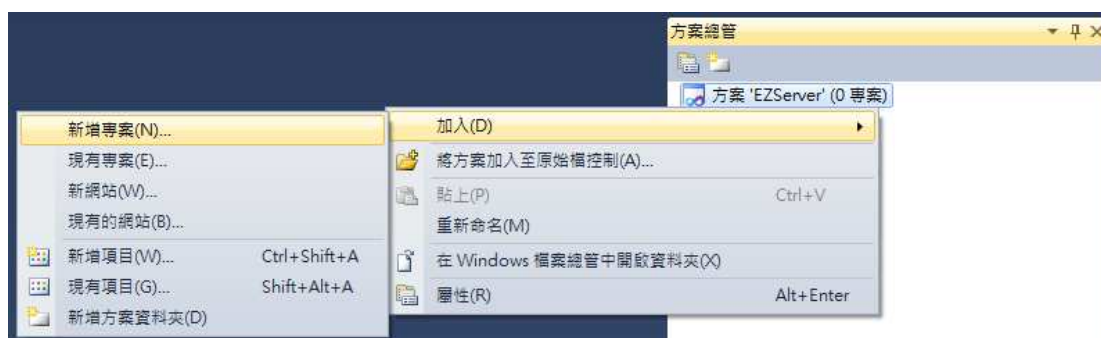 方案總管
方案 'EZServer' (0 專案)
加入(D)
將方案加入至原始檔控制(A)...
貼上(P) Ctrl+V
重新命名(M)
在 Windows 檔案總管中開啟資料夾(X)
屬性(R) Alt+Enter
新增專案(N)...
現有專案(E)...
新網站(W)...
現有的網站(B)...
新增項目(W)... Ctrl+Shift+A
現有項目(G)... Shift+Alt+A
新增方案資料夾(D)